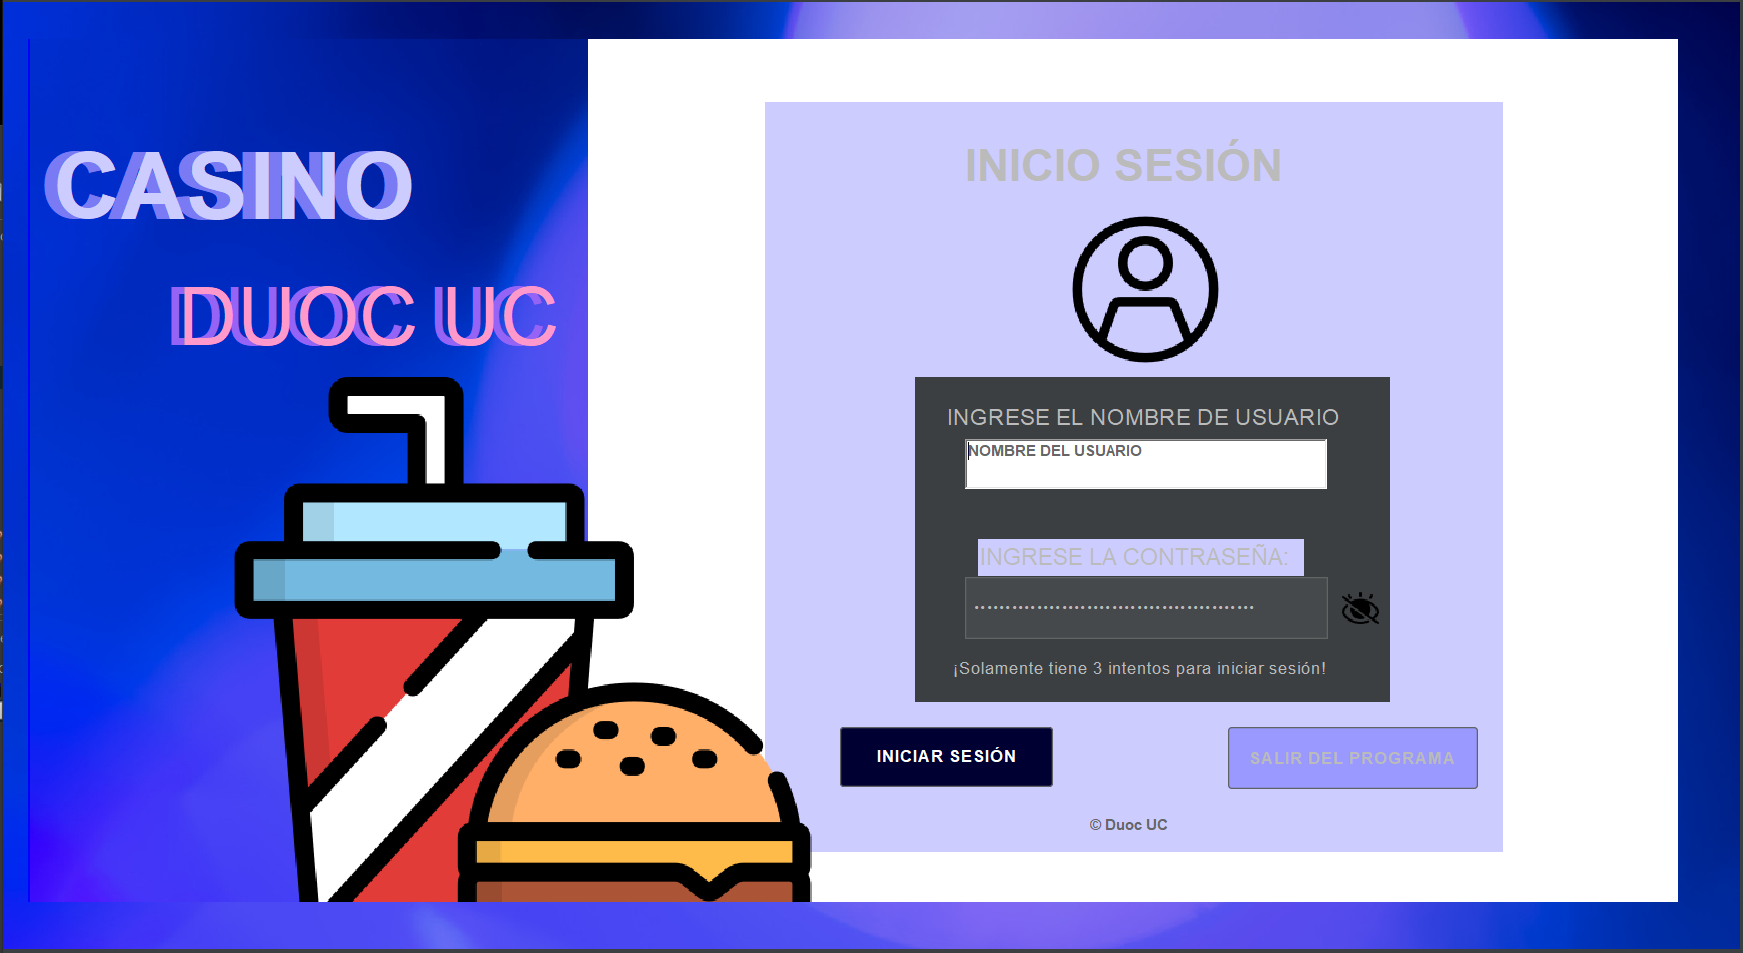 CASINO
DUOC UC
INICIO SESIÓN
INGRESE EL NOMBRE DE USUARIO
NOMBRE DEL USUARIO
INGRESE LA CONTRASEÑA:
¡Solamente tiene 3 intentos para iniciar sesión!
INICIAR SESIÓN
SALIR DEL PROGRAMA
© Duoc UC